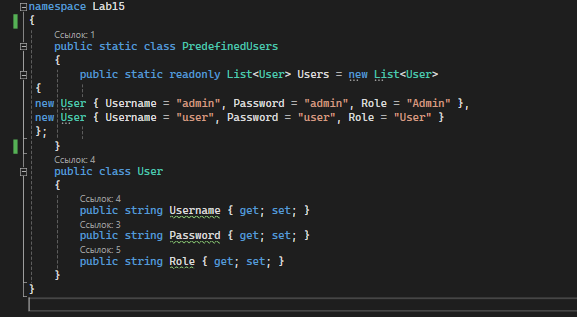 namespace Lab15
{
Ссылок: 1
public static class PredefinedUsers
{
public static readonly List<User> Users = new List<User>
{
new User { Username = "admin", Password = "admin", Role = "Admin" },
new User { Username = "user", Password = "user", Role = "User" }
};
}
Ссылок: 4
public class User
{
Ссылок: 4
public string Username { get; set; }
Ссылок: 3
public string Password { get; set; }
Ссылок: 5
public string Role { get; set; }
}
}